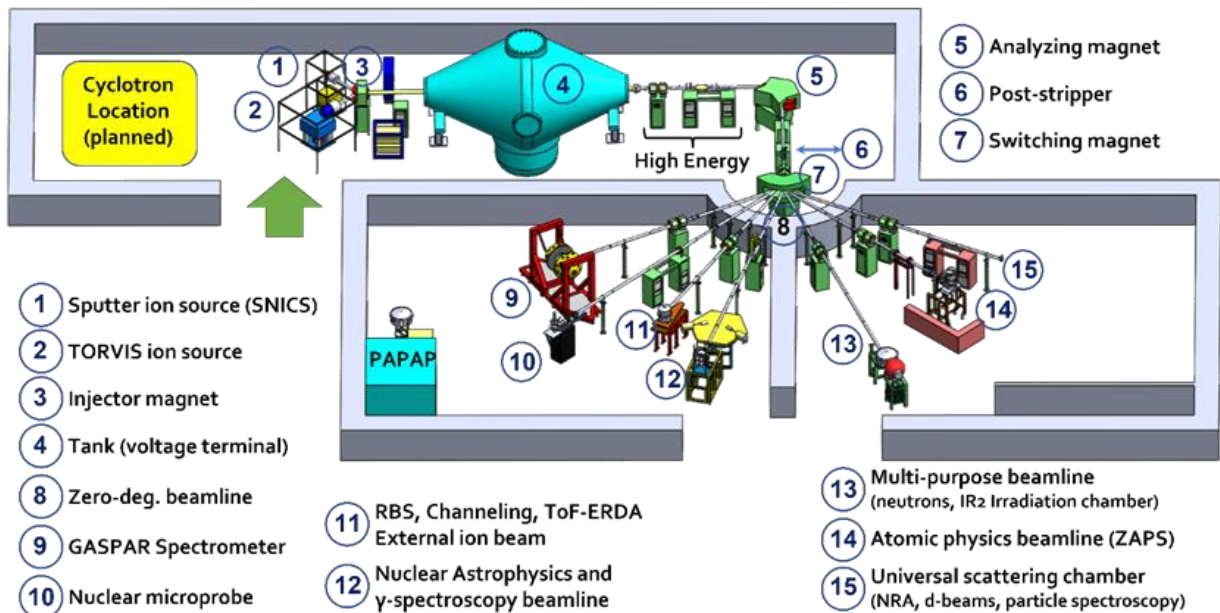 Cyclotron
Location
(planned)
1
2
3
4
5
High Energy
6
7
8
5 Analyzing magnet
6 Post-stripper
7 Switching magnet
PAPAP
9
10
11
12
13
14
15
1 Sputter ion source (SNICS)
2 TORVIS ion source
3 Injector magnet
4 Tank (voltage terminal)
8 Zero-deg. beamline
9 GASPAR Spectrometer
10 Nuclear microprobe
11 RBS, Channeling, ToF-ERDA
External ion beam
12 Nuclear Astrophysics and
γ-spectroscopy beamline
13 Multi-purpose beamline
(neutrons, IR2 Irradiation chamber)
14 Atomic physics beamline (ZAPS)
15 Universal scattering chamber
(NRA, d-beams, particle spectroscopy)